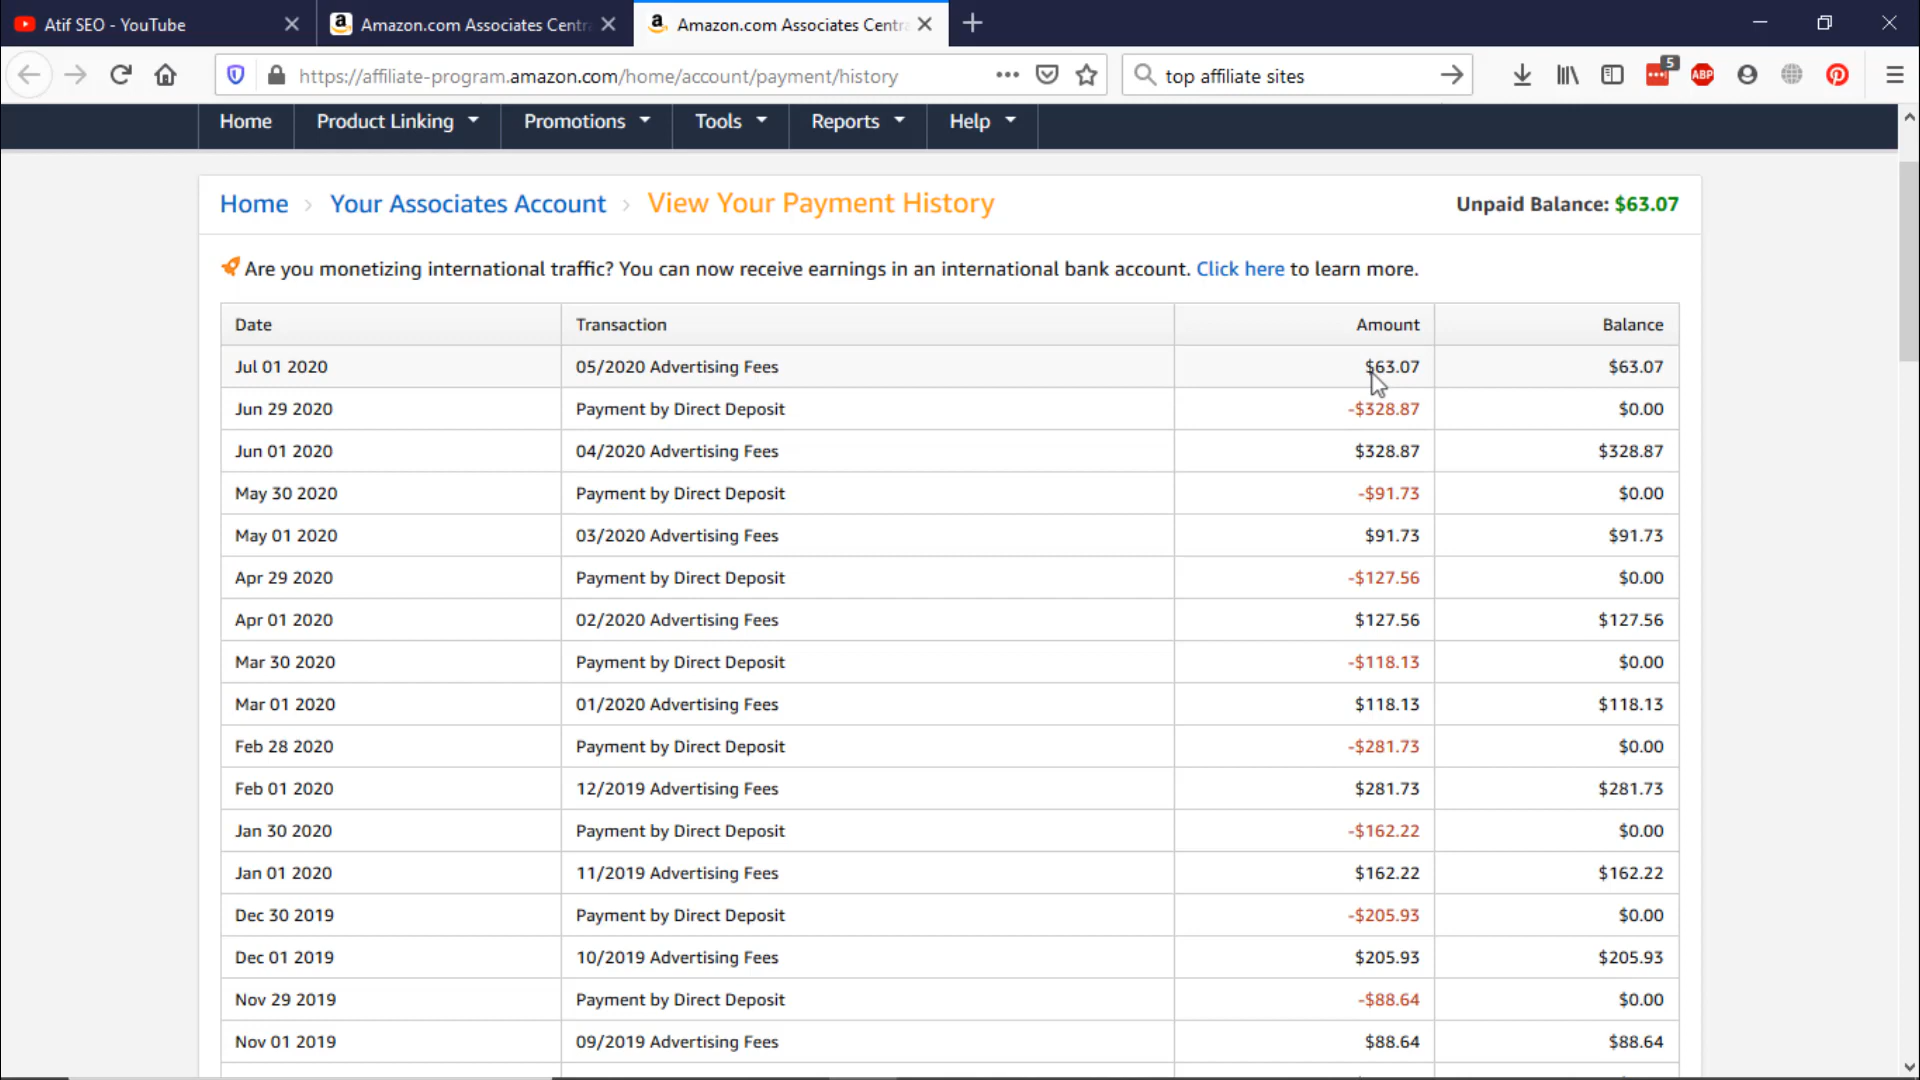 Atif SEO - YouTube
Amazon.com Associates Centr
Amazon.com Associates Centr
https://affiliate-program.amazon.com/home/account/payment/history
top affiliate sites
5
ABP
Home Product Linking Promotions Tools Reports Help
Home › Your Associates Account › View Your Payment History
Unpaid Balance: $63.07
Are you monetizing international traffic? You can now receive earnings in an international bank account. Click here to learn more.
Date Transaction Amount Balance
Jul 01 2020 05/2020 Advertising Fees $63.07 $63.07
Jun 29 2020 Payment by Direct Deposit -$328.87 $0.00
Jun 01 2020 04/2020 Advertising Fees $328.87 $328.87
May 30 2020 Payment by Direct Deposit -$91.73 $0.00
May 01 2020 03/2020 Advertising Fees $91.73 $91.73
Apr 29 2020 Payment by Direct Deposit -$127.56 $0.00
Apr 01 2020 02/2020 Advertising Fees $127.56 $127.56
Mar 30 2020 Payment by Direct Deposit -$118.13 $0.00
Mar 01 2020 01/2020 Advertising Fees $118.13 $118.13
Feb 28 2020 Payment by Direct Deposit -$281.73 $0.00
Feb 01 2020 12/2019 Advertising Fees $281.73 $281.73
Jan 30 2020 Payment by Direct Deposit -$162.22 $0.00
Jan 01 2020 11/2019 Advertising Fees $162.22 $162.22
Dec 30 2019 Payment by Direct Deposit -$205.93 $0.00
Dec 01 2019 10/2019 Advertising Fees $205.93 $205.93
Nov 29 2019 Payment by Direct Deposit -$88.64 $0.00
Nov 01 2019 09/2019 Advertising Fees $88.64 $88.64